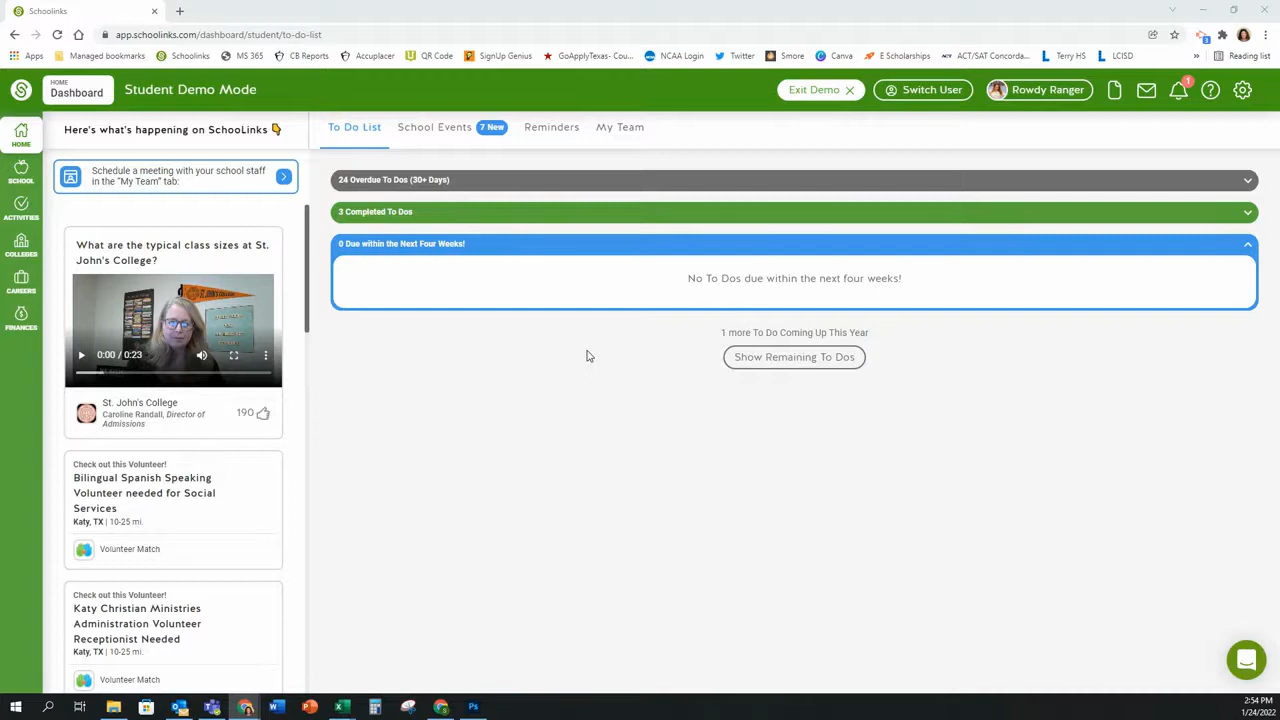 Schoolinks
app.schoolinks.com/dashboard/student/to-do-list
Apps
Managed bookmarks
Schoolinks
MS 365
CB Reports
Accuplacer
QR Code
SignUp Genius
GoApplyTexas- Cou...
NCAA Login
Twitter
Smore
Canva
E Scholarships
ACT/SAT Concorda...
Terry HS
LCISD
»
Reading list
HOME
Dashboard
Student Demo Mode
Exit Demo
Switch User
Rowdy Ranger
1
HOME
SCHOOL
ACTIVITIES
COLLEGES
CAREERS
FINANCES
Here's what's happening on SchooLinks
Schedule a meeting with your school staff
in the "My Team" tab:
What are the typical class sizes at St.
John's College?
0:00 / 0:23
St. John's College
Caroline Randall, Director of
Admissions
190
Check out this Volunteer!
Bilingual Spanish Speaking
Volunteer needed for Social
Services
Katy, TX | 10-25 mi.
Volunteer Match
Check out this Volunteer!
Katy Christian Ministries
Administration Volunteer
Receptionist Needed
Katy, TX | 10-25 mi.
Volunteer Match
To Do List
School Events
7 New
Reminders
My Team
24 Overdue To Dos (30+ Days)
3 Completed To Dos
0 Due within the Next Four Weeks!
No To Dos due within the next four weeks!
1 more To Do Coming Up This Year
Show Remaining To Dos
2:54 PM
1/24/2022